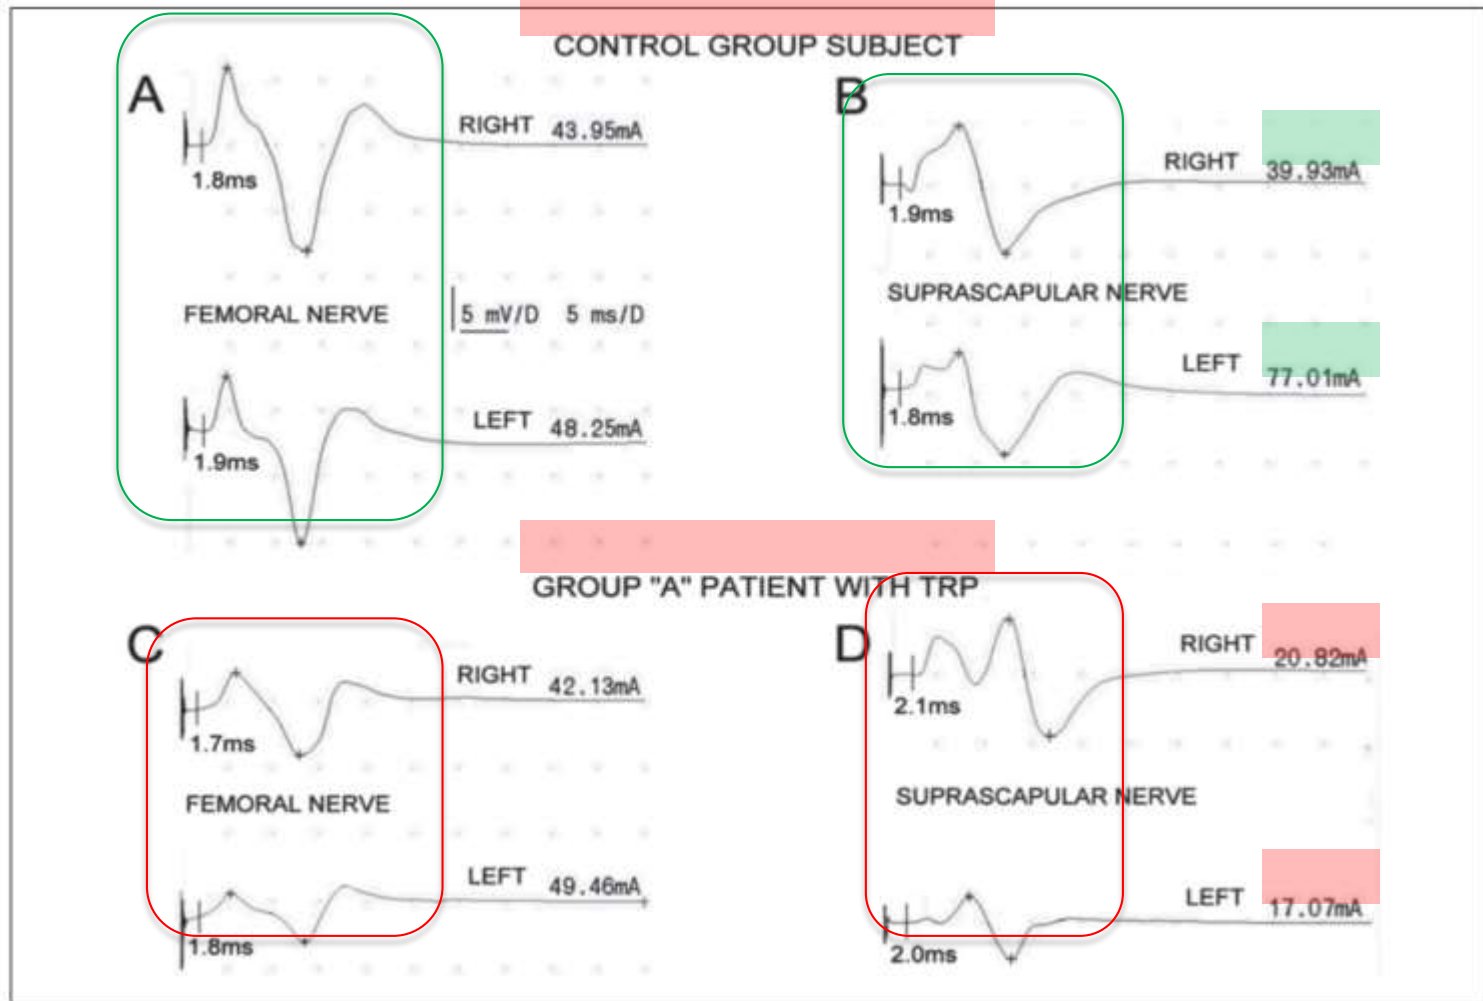 CONTROL GROUP SUBJECT
A
RIGHT 43.95mA
1.8ms
FEMORAL NERVE
5 mV/D 5 ms/D
LEFT 48.25mA
1.9ms
B
RIGHT 39.93mA
1.9ms
SUPRASCAPULAR NERVE
LEFT 77.01mA
1.8ms
GROUP "A" PATIENT WITH TRP
C
RIGHT 42.13mA
1.7ms
FEMORAL NERVE
LEFT 49.46mA
1.8ms
D
RIGHT 20.82mA
2.1ms
SUPRASCAPULAR NERVE
LEFT 17.07mA
2.0ms